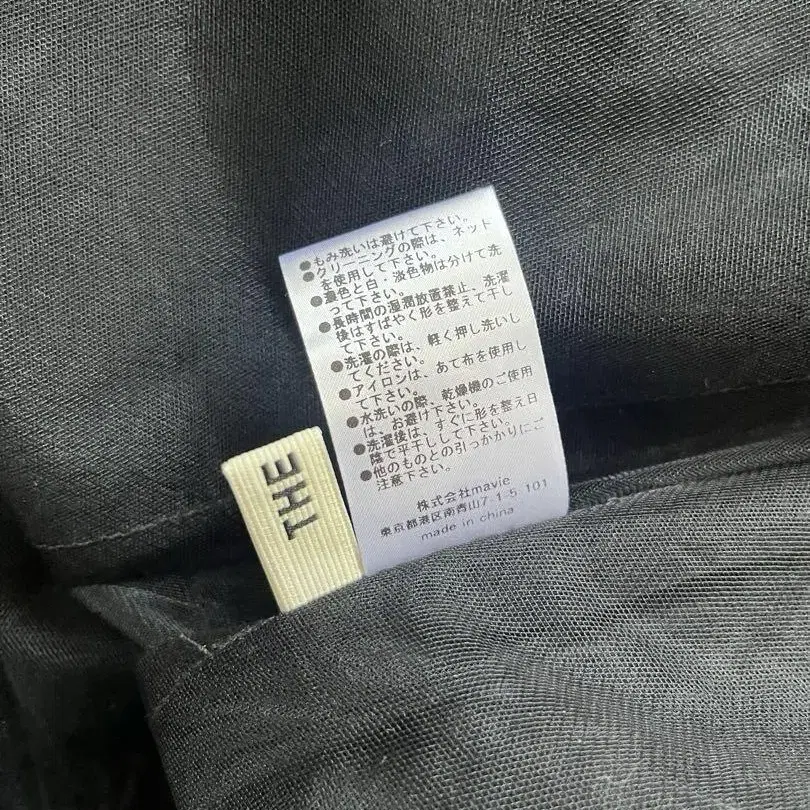 ●もみ洗いは避けて下さい。
●クリーニングの際は、ネット
を使用して下さい。
●濃色と白・淡色物は分けて洗
って下さい。
●長時間の湿潤放置禁止、洗濯
後はすばやく形を整えて干し
て下さい。
●洗濯の際は、軽く押し洗いし
てください。
●アイロンは、あて布を使用し
て下さい。
●水洗いの際、乾燥機のご使用
は、お避け下さい。
●洗濯後は、すぐに形を整え日
陰で平干しして下さい。
●他のものとの引っかかりにご
注意下さい。
株式会社mavie
東京都港区南青山7-1-5 101
made in china
THE